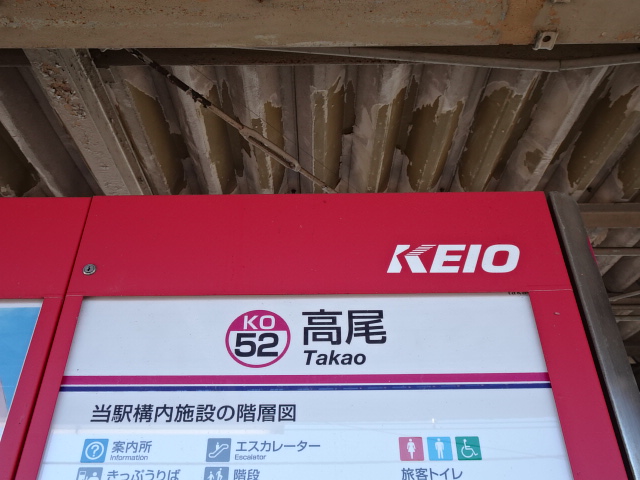 KEIO
KO
52
高尾
Takao
当駅構内施設の階層図
案内所
Information
エスカレーター
Escalator
きっぷうりば
階段
旅客トイレ